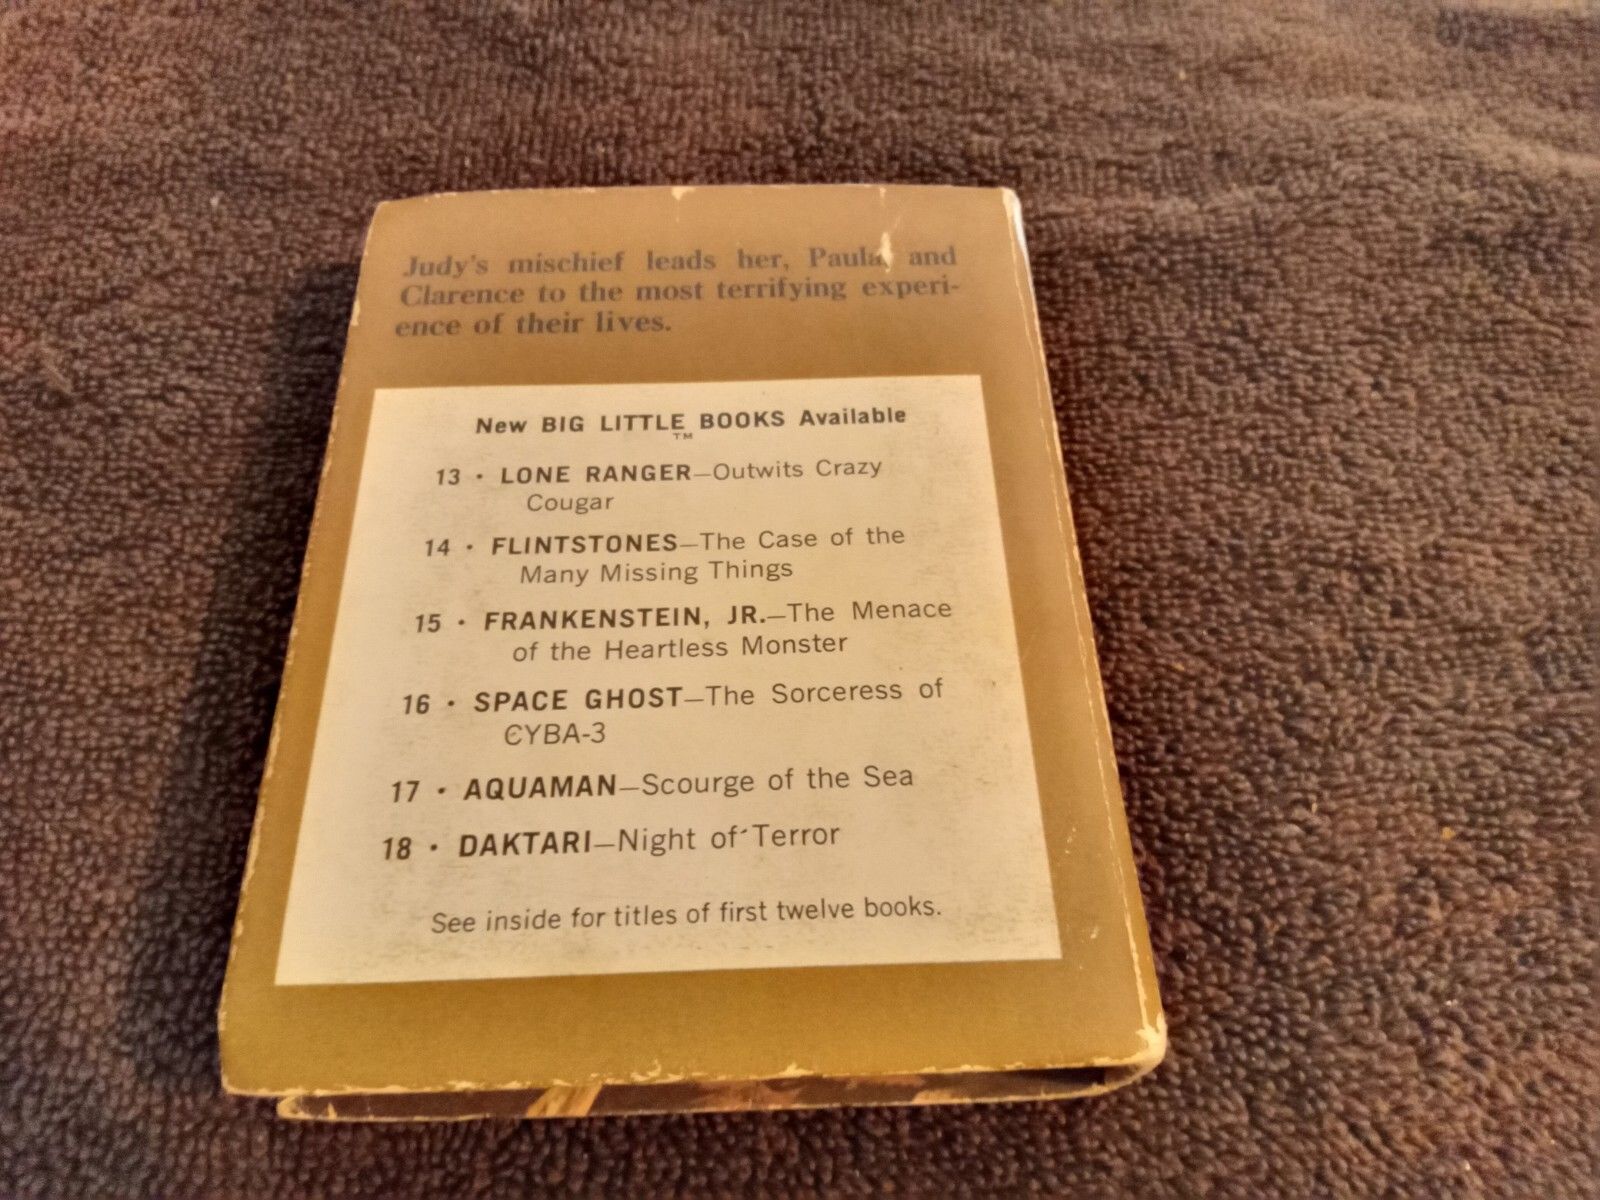 Judy's mischief leads her, Paula, and
Clarence to the most terrifying experi-
ence of their lives.
New BIG LITTLE BOOKS Available
TM
13 • LONE RANGER—Outwits Crazy
Cougar
14 • FLINTSTONES—The Case of the
Many Missing Things
15 • FRANKENSTEIN, JR.—The Menace
of the Heartless Monster
16 • SPACE GHOST—The Sorceress of
CYBA-3
17 • AQUAMAN—Scourge of the Sea
18 • DAKTARI—Night of Terror
See inside for titles of first twelve books.